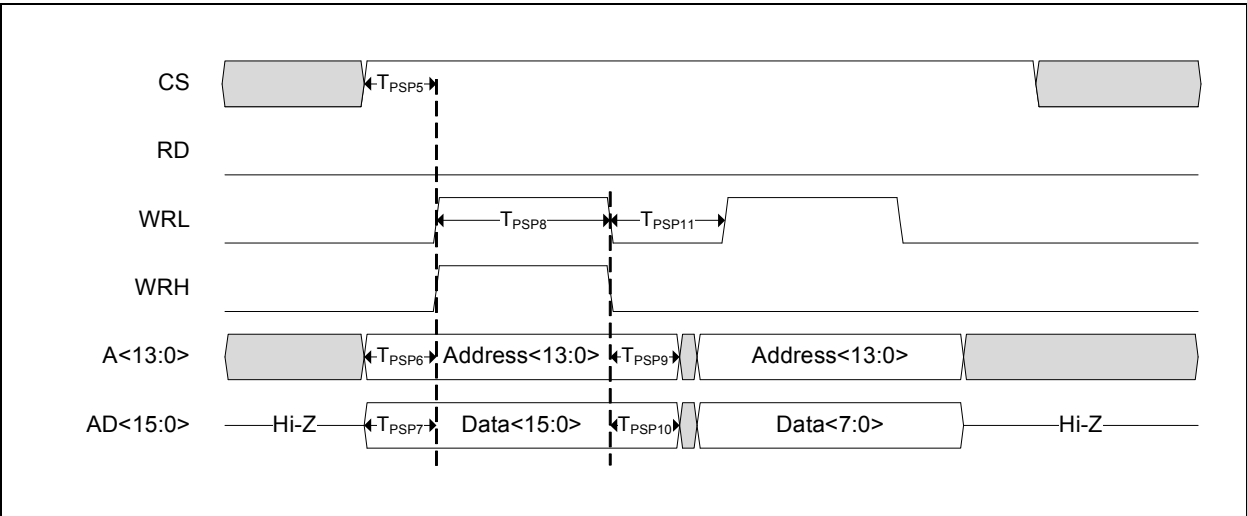 CS TPSP5
RD
WRL TPSP8 TPSP11
WRH
A<13:0> TPSP6 Address<13:0> TPSP9 Address<13:0>
AD<15:0> Hi-Z TPSP7 Data<15:0> TPSP10 Data<7:0> Hi-Z